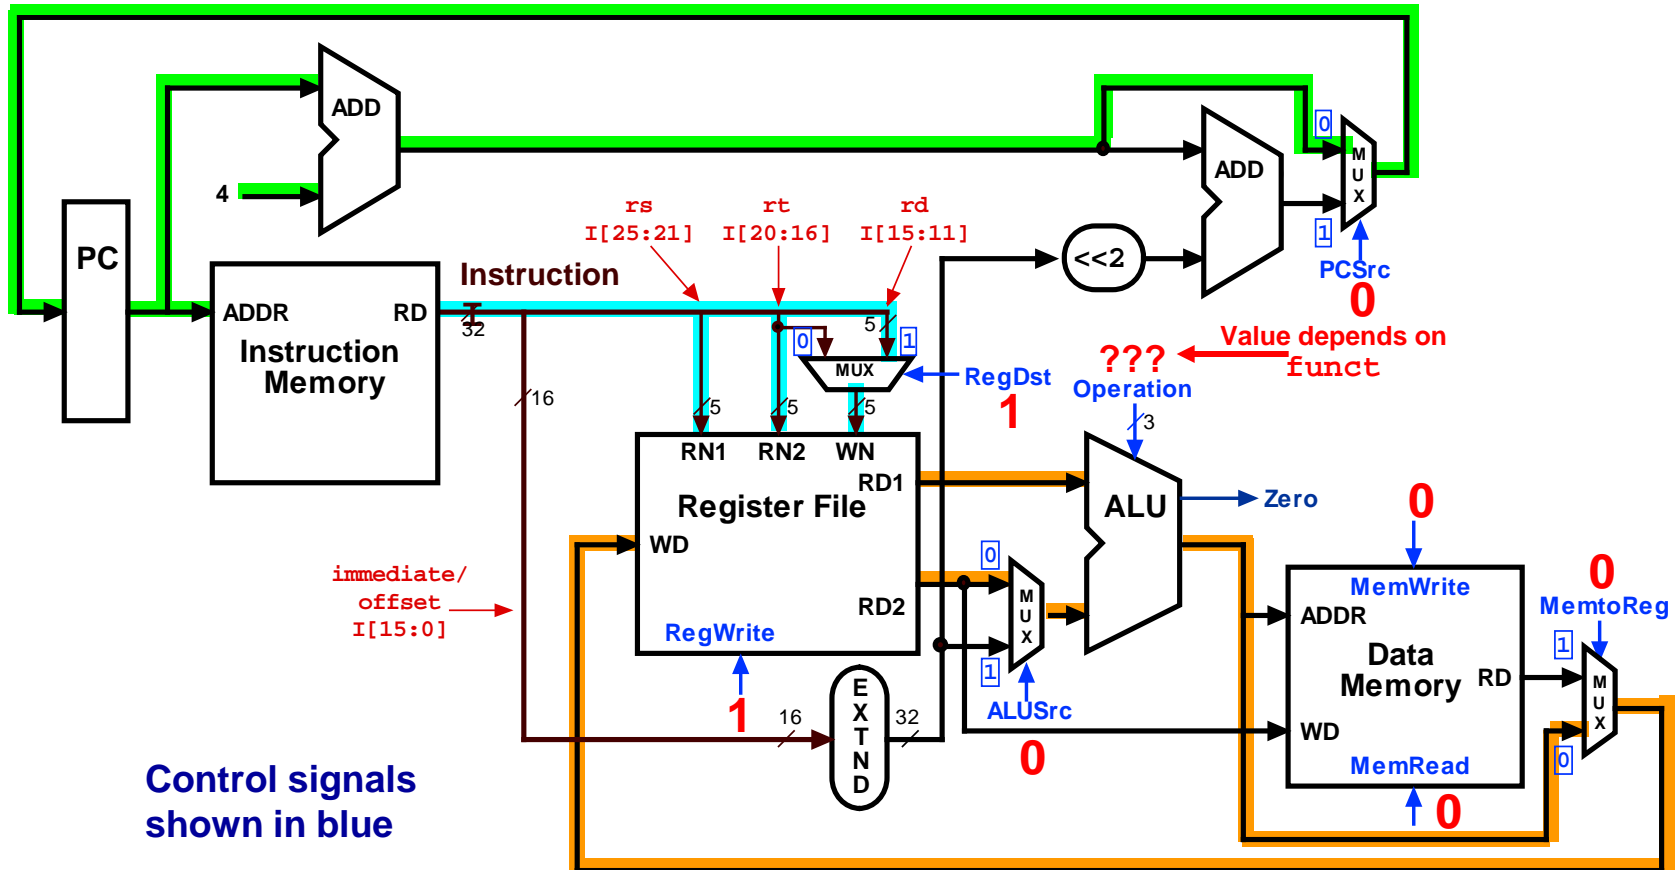 ADD
4
PC
ADDR
RD
Instruction
Memory
Instruction
32
I
rs
I[25:21]
rt
I[20:16]
rd
I[15:11]
5
0
1
MUX
RegDst
1
16
5
5
5
RN1
RN2
WN
RD1
Register File
WD
RD2
RegWrite
1
immediate/
offset
I[15:0]
16
E
X
T
N
D
32
<<2
ADD
0
M
U
X
1
PCSrc
0
Value depends on
funct
???
Operation
3
ALU
Zero
0
M
U
X
1
ALUSrc
0
0
MemWrite
ADDR
Data
Memory
RD
WD
MemRead
0
0
MemtoReg
1
M
U
X
0
Control signals
shown in blue